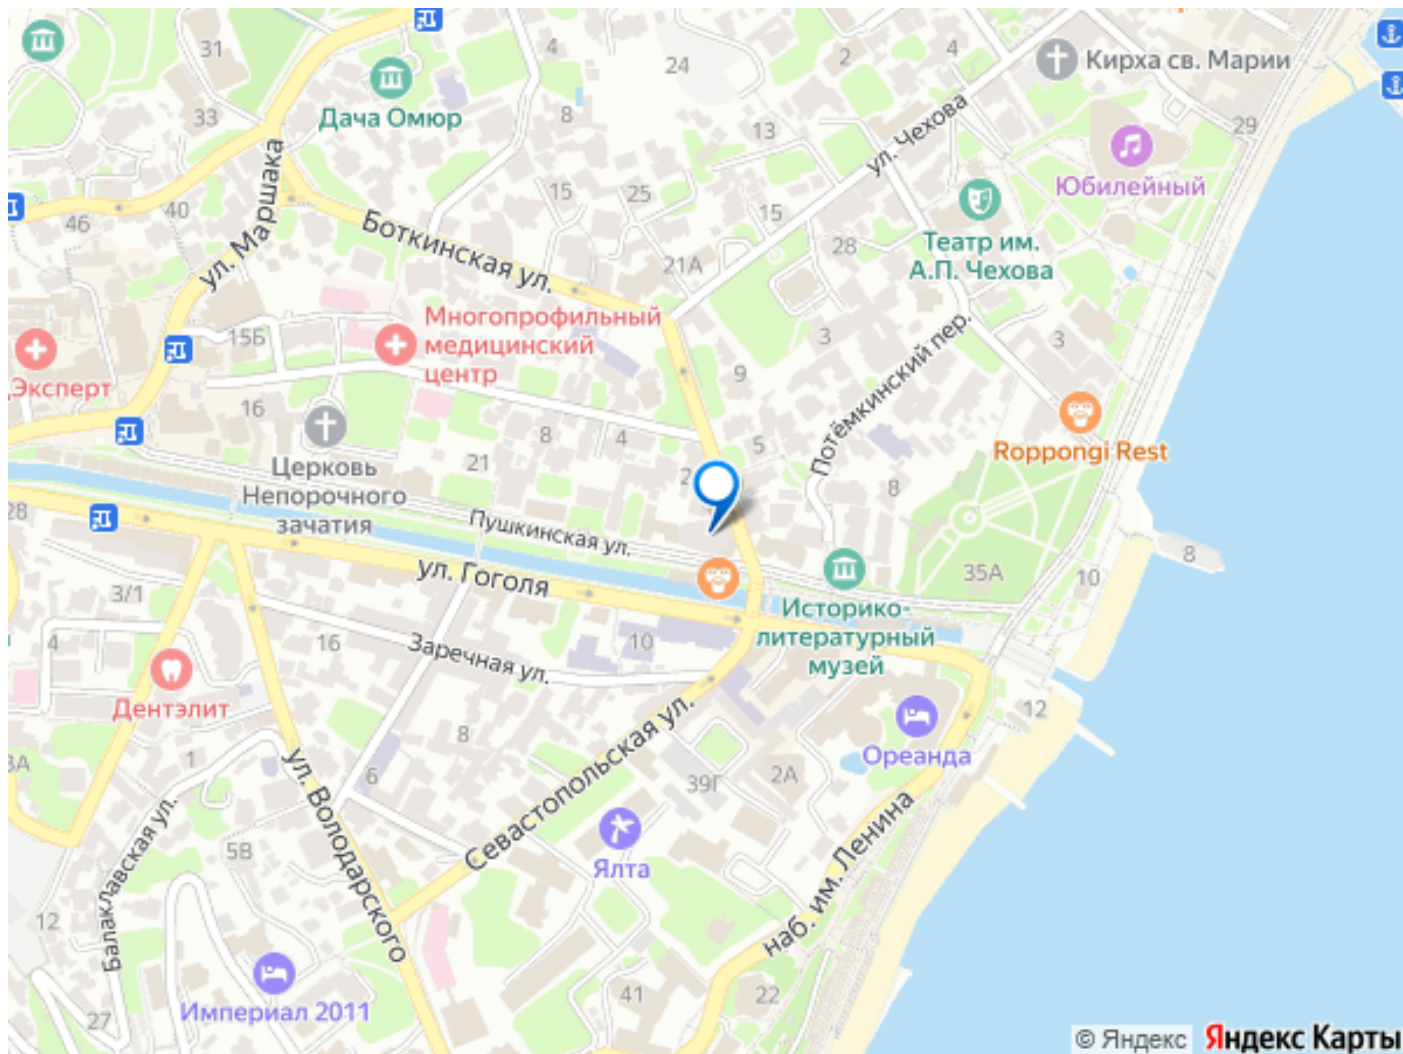 31
4
24
2
4
Кирха св. Марии
Дача Омюр
33
8
13
ул. Чехова
29
Юбилейный
ул. Маршака
40
46
15
25
15
Боткинская ул.
28
Театр им.
А.П. Чехова
21А
Многопрофильный
медицинский
центр
15Б
3
3
Потёмкинский пер.
Эксперт
9
16
8
4
5
Roppongi Rest
Церковь
Непорочного
зачатия
21
2
8
28
Пушкинская ул.
ул. Гоголя
35А
10
8
3/1
Историко-
литературный
музей
4
16
Заречная ул.
10
Дентэлит
8
Севастопольская ул.
12
Ореанда
1
3А
6
39Г
2А
ул. Володарского
Балаклавская ул.
5В
Ялта
наб. им. Ленина
12
Империал 2011
27
41
22
© Яндекс Яндекс Карты